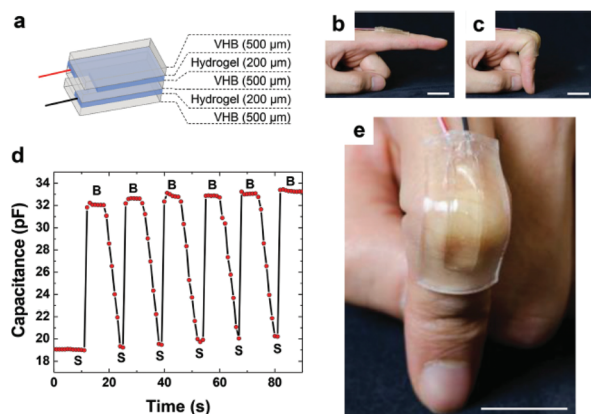 a
VHB (500 µm)
Hydrogel (200 µm)
VHB (500 µm)
Hydrogel (200 µm)
VHB (500 µm)
b
c
d
Capacitance (pF)
34
32
30
28
26
24
22
20
18
B B B B B B
S S S S S S
0 20 40 60 80
Time (s)
e